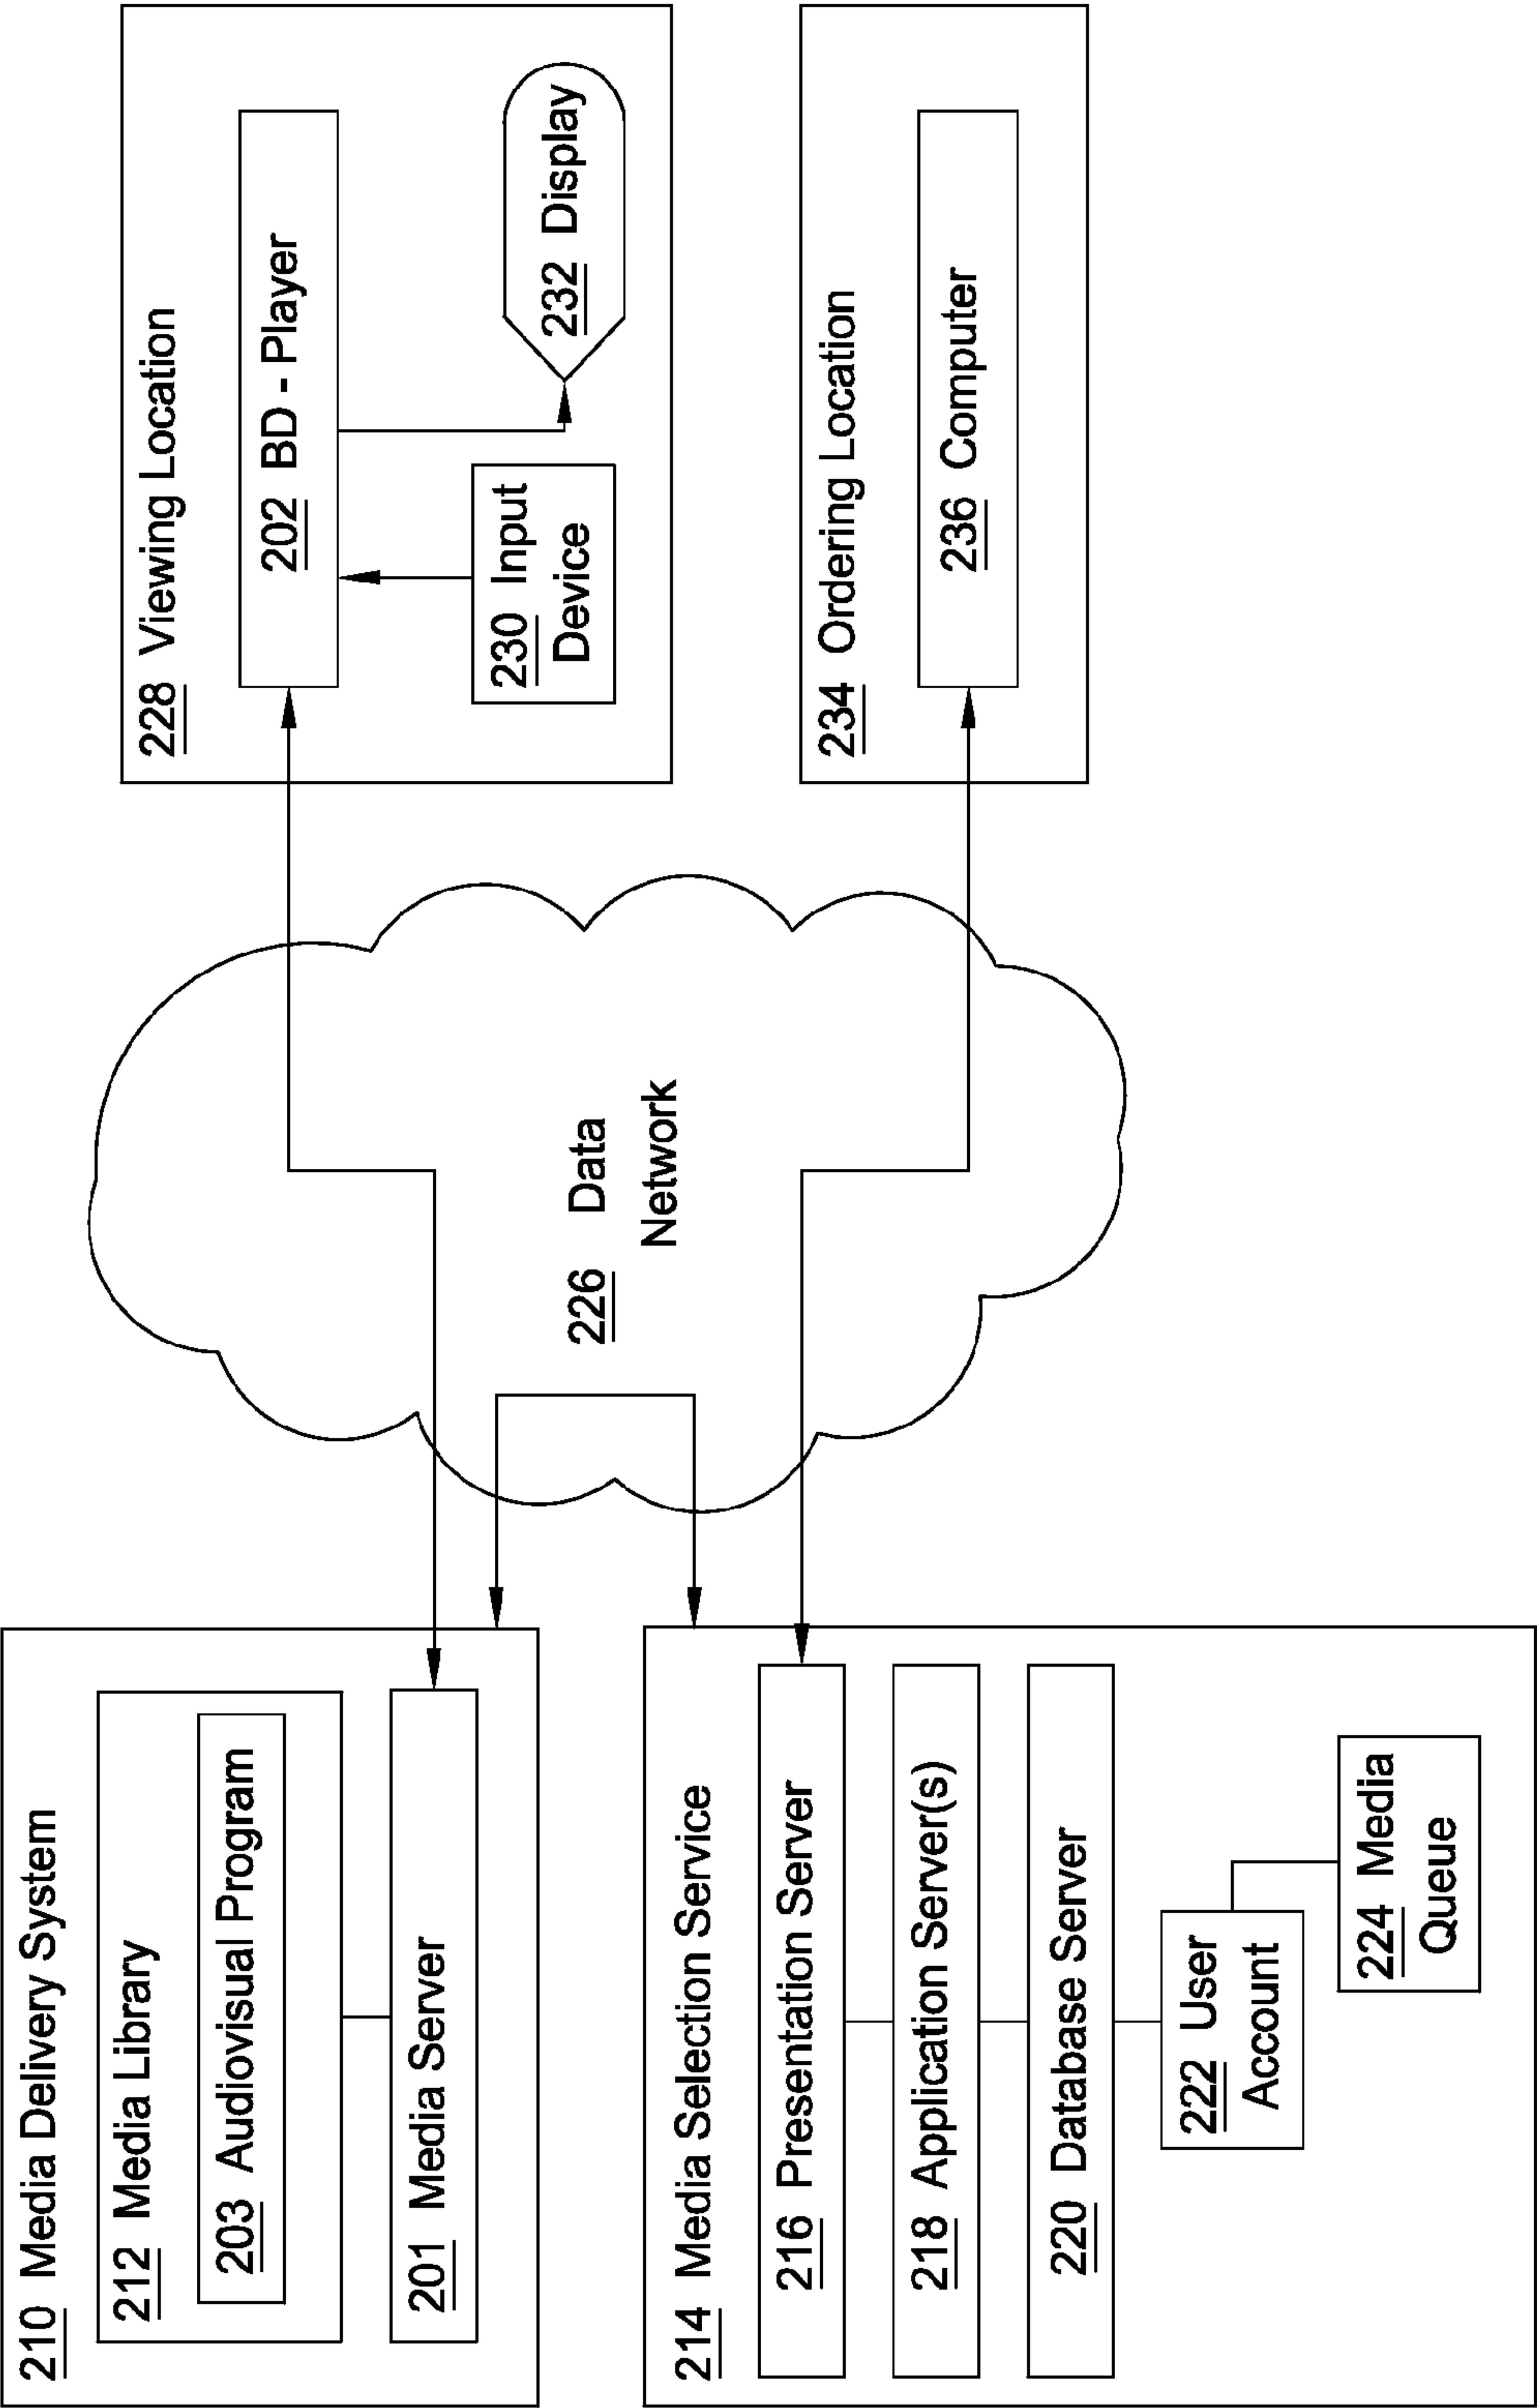 210 Media Delivery System
212 Media Library
203 Audiovisual Program
201 Media Server
214 Media Selection Service
216 Presentation Server
218 Application Server(s)
220 Database Server
222 User
Account
224 Media
Queue
226 Data
Network
228 Viewing Location
202 BD - Player
230 Input
Device
232 Display
234 Ordering Location
236 Computer